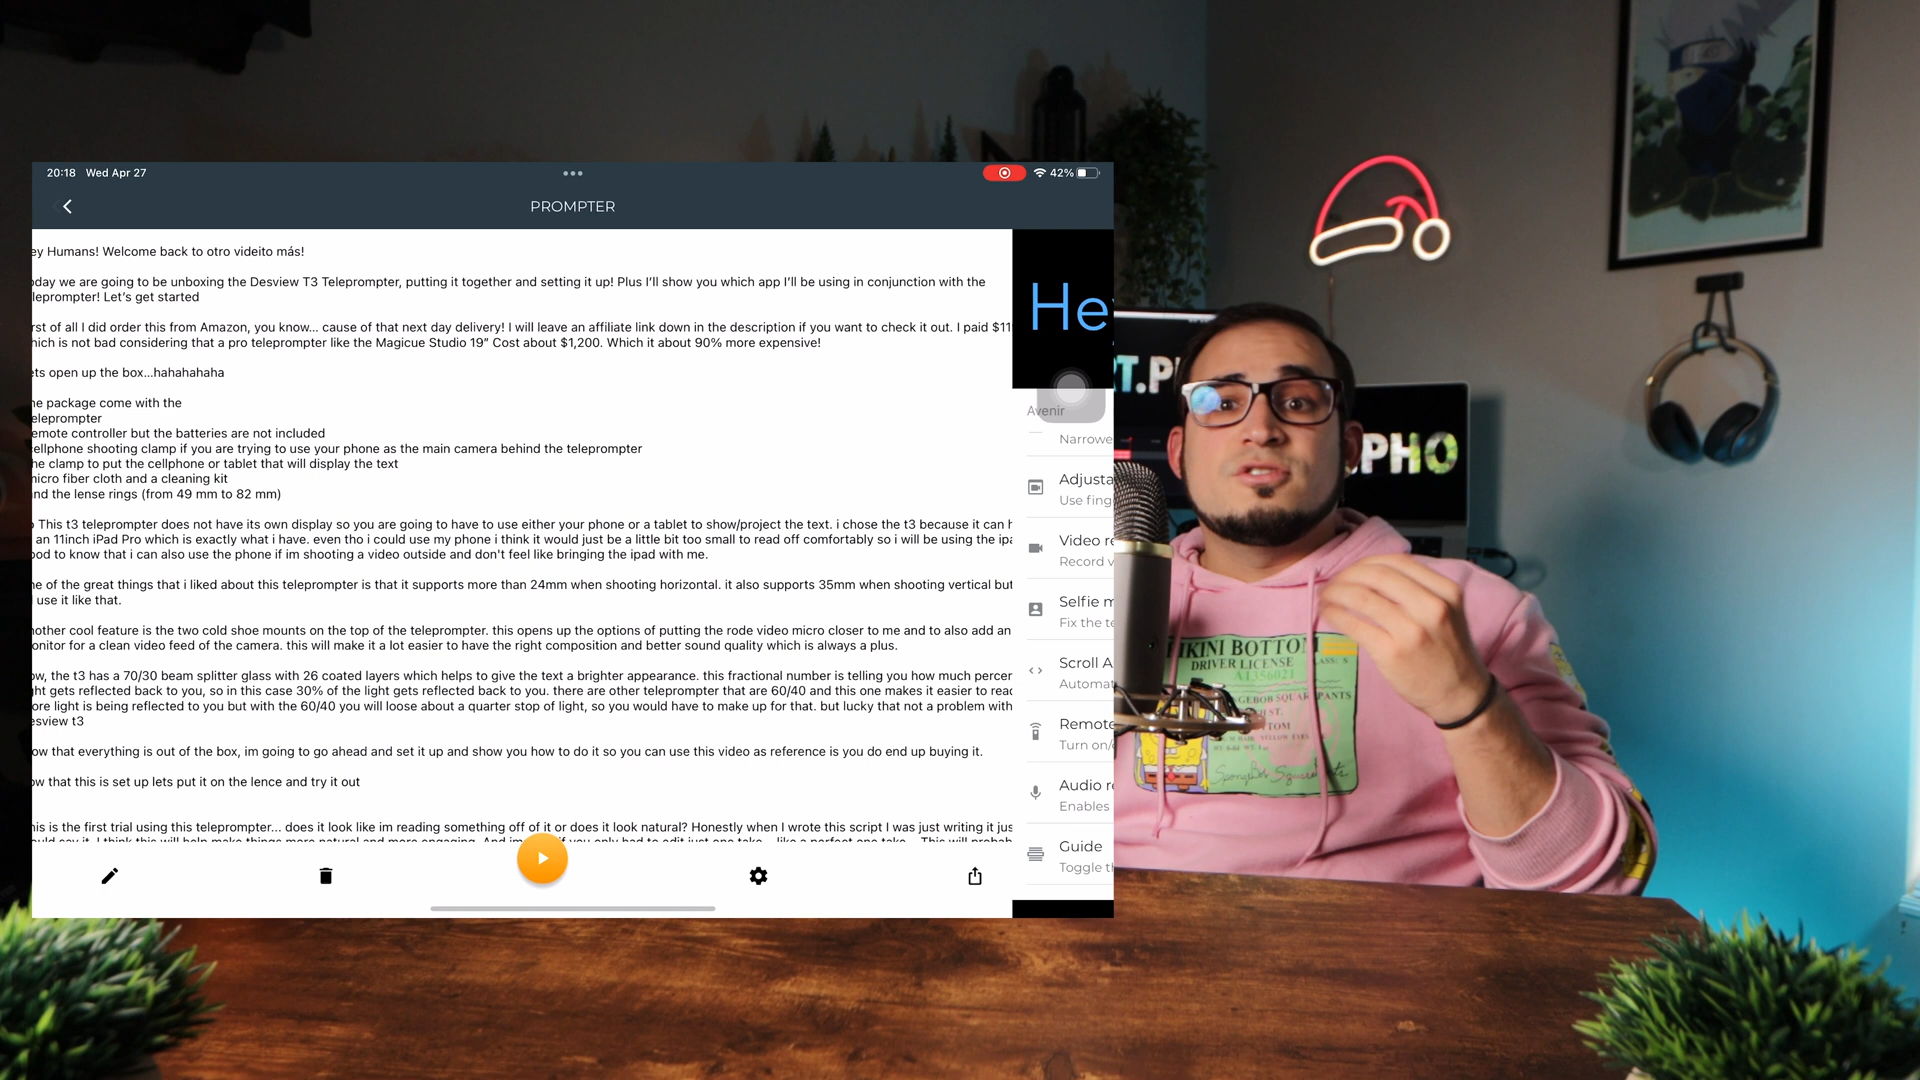 20:18 Wed Apr 27
42%
PROMPTER
ey Humans! Welcome back to otro videito más!
day we are going to be unboxing the Desview T3 Teleprompter, putting it together and setting it up! Plus I'll show you which app I'll be using in conjunction with the
leprompter! Let's get started
rst of all I did order this from Amazon, you know... cause of that next day delivery! I will leave an affiliate link down in the description if you want to check it out. I paid $11
hich is not bad considering that a pro teleprompter like the Magicue Studio 19" Cost about $1,200. Which it about 90% more expensive!
ets open up the box...hahahahaha
he package come with the
eleprompter
emote controller but the batteries are not included
cellphone shooting clamp if you are trying to use your phone as the main camera behind the teleprompter
he clamp to put the cellphone or tablet that will display the text
micro fiber cloth and a cleaning kit
nd the lense rings (from 49 mm to 82 mm)
This t3 teleprompter does not have its own display so you are going to have to use either your phone or a tablet to show/project the text. i chose the t3 because it can h
an 11inch iPad Pro which is exactly what i have. even tho i could use my phone i think it would just be a little bit too small to read off comfortably so i will be using the ipa
ood to know that i can also use the phone if im shooting a video outside and don't feel like bringing the ipad with me.
ne of the great things that i liked about this teleprompter is that it supports more than 24mm when shooting horizontal. it also supports 35mm when shooting vertical but
use it like that.
nother cool feature is the two cold shoe mounts on the top of the teleprompter. this opens up the options of putting the rode video micro closer to me and to also add an
onitor for a clean video feed of the camera. this will make it a lot easier to have the right composition and better sound quality which is always a plus.
ow, the t3 has a 70/30 beam splitter glass with 26 coated layers which helps to give the text a brighter appearance. this fractional number is telling you how much percer
ght gets reflected back to you, so in this case 30% of the light gets reflected back to you. there are other teleprompter that are 60/40 and this one makes it easier to reac
ore light is being reflected to you but with the 60/40 you will loose about a quarter stop of light, so you would have to make up for that. but lucky that not a problem with
esview t3
ow that everything is out of the box, im going to go ahead and set it up and show you how to do it so you can use this video as reference is you do end up buying it.
ow that this is set up lets put it on the lence and try it out
his is the first trial using this teleprompter... does it look like im reading something off of it or does it look natural? Honestly when I wrote this script I was just writing it jus
He
Avenir
Narrowe
Adjusta
Use fing
Video re
Record v
Selfie m
Fix the te
Scroll A
Automat
Remote
Turn on/
Audio re
Enables
Guide
Toggle th
T.P
.PHO
IKINI BOTTOM
DRIVER LICENSE
A1356021